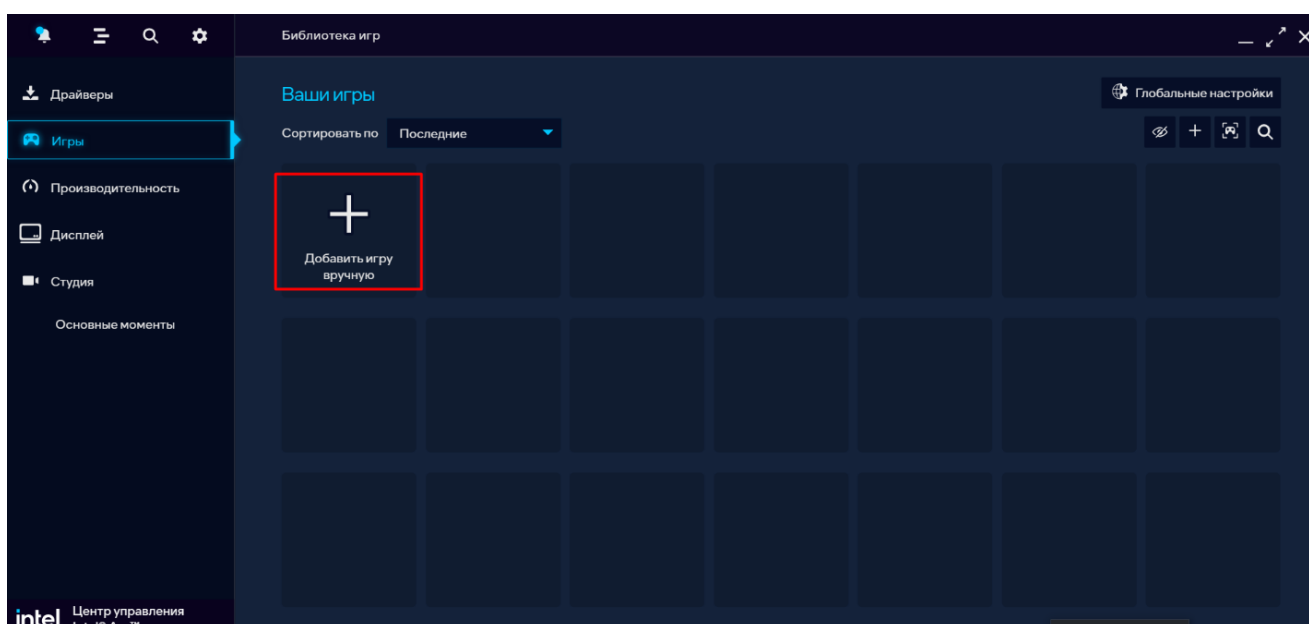 Библиотека игр
Драйверы
Игры
Производительность
Дисплей
Студия
Основные моменты
Ваши игры
Глобальные настройки
Сортировать по Последние
Добавить игру
вручную
intel
Центр управления